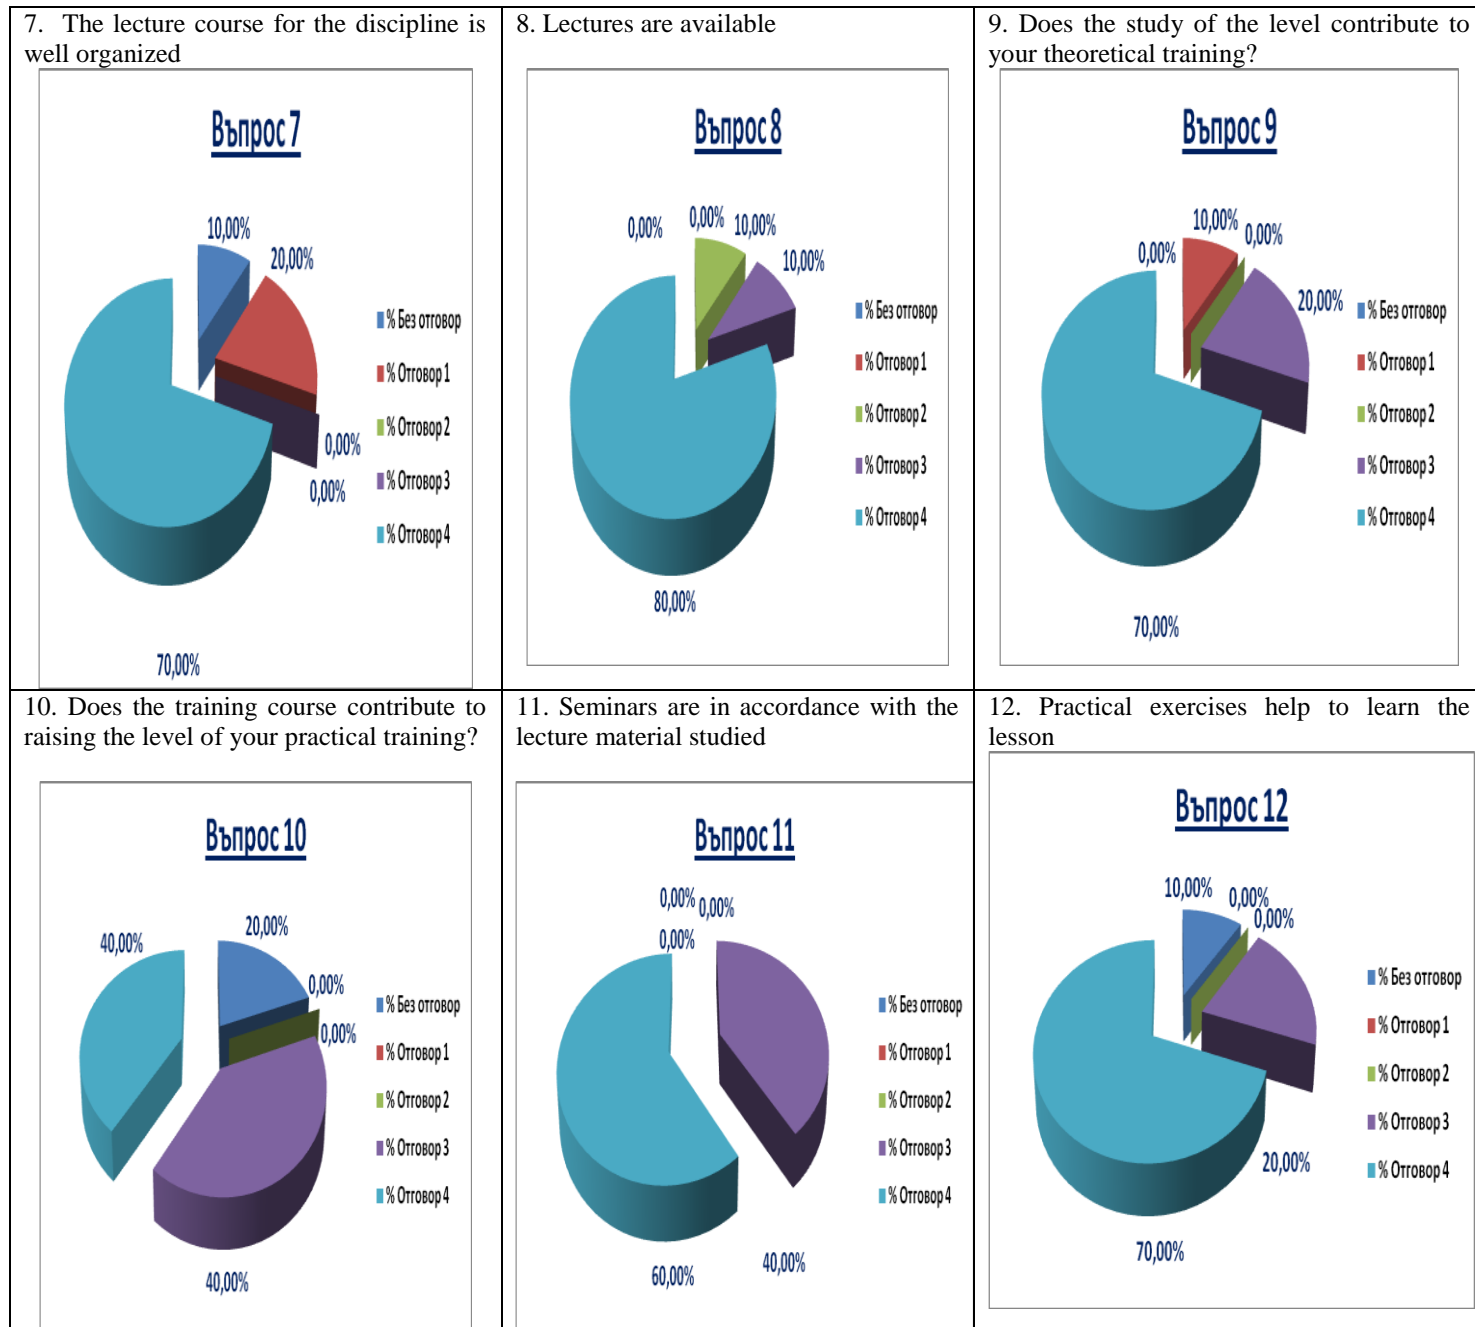 7. The lecture course for the discipline is
well organized
Въпрос 7
10,00%
20,00%
0,00%
0,00%
70,00%
% Без отговор
% Отговор 1
% Отговор 2
% Отговор 3
% Отговор 4
8. Lectures are available
Въпрос 8
0,00%
0,00%
10,00%
10,00%
80,00%
% Без отговор
% Отговор 1
% Отговор 2
% Отговор 3
% Отговор 4
9. Does the study of the level contribute to
your theoretical training?
Въпрос 9
0,00%
10,00%
0,00%
20,00%
70,00%
% Без отговор
% Отговор 1
% Отговор 2
% Отговор 3
% Отговор 4
10. Does the training course contribute to
raising the level of your practical training?
Въпрос 10
40,00%
20,00%
0,00%
0,00%
40,00%
% Без отговор
% Отговор 1
% Отговор 2
% Отговор 3
% Отговор 4
11. Seminars are in accordance with the
lecture material studied
Въпрос 11
0,00%
0,00%
0,00%
40,00%
60,00%
% Без отговор
% Отговор 1
% Отговор 2
% Отговор 3
% Отговор 4
12. Practical exercises help to learn the
lesson
Въпрос 12
10,00%
0,00%
0,00%
20,00%
70,00%
% Без отговор
% Отговор 1
% Отговор 2
% Отговор 3
% Отговор 4